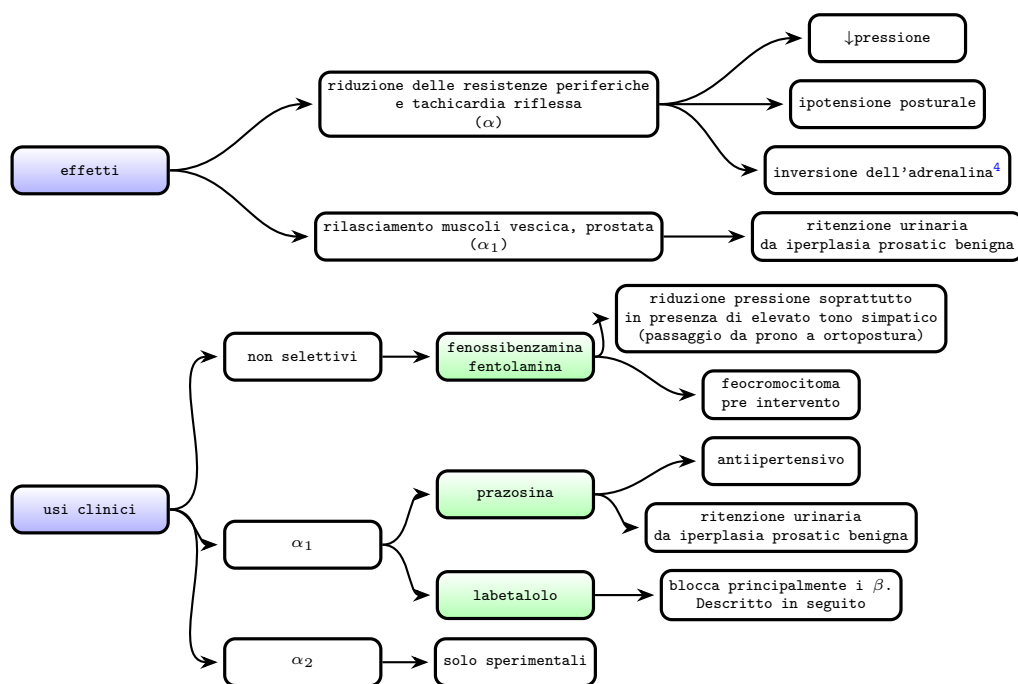 ↓pressione
riduzione delle resistenze periferiche
e tachicardia riflessa
(α)
ipotensione posturale
effetti
inversione dell'adrenalina4
rilasciamento muscoli vescica, prostata
(α1)
ritenzione urinaria
da iperplasia prosatic benigna
riduzione pressione soprattutto
in presenza di elevato tono simpatico
(passaggio da prono a ortopostura)
non selettivi
fenossibenzamina
fentolamina
feocromocitoma
pre intervento
antiipertensivo
usi clinici
prazosina
ritenzione urinaria
da iperplasia prosatic benigna
α1
labetalolo
blocca principalmente i β.
Descritto in seguito
α2
solo sperimentali